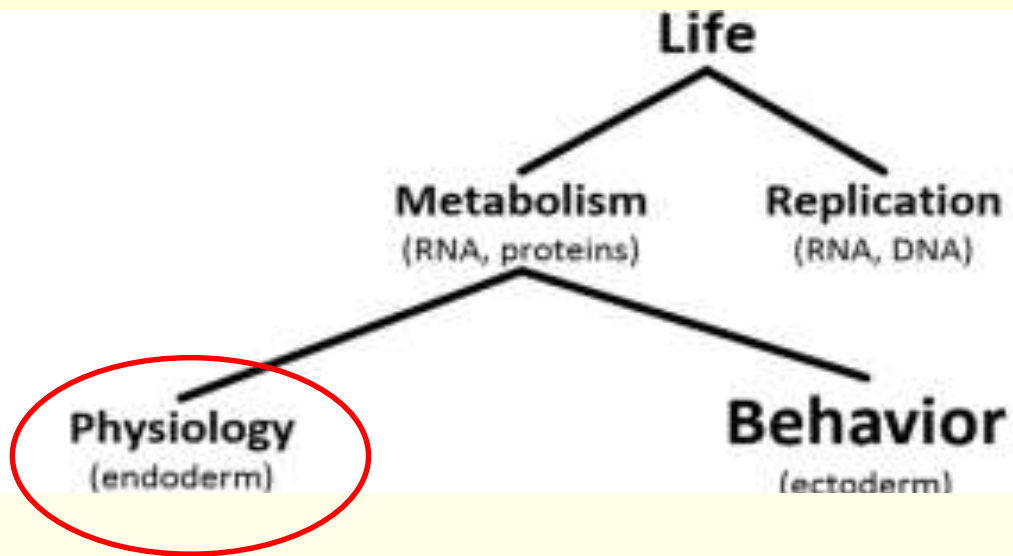 Life
Metabolism Replication
(RNA, proteins) (RNA, DNA)
Physiology Behavior
(endoderm) (ectoderm)